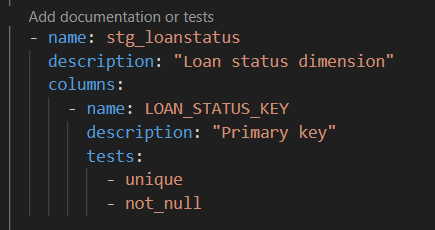 Add documentation or tests
- name: stg_loanstatus
description: "Loan status dimension"
columns:
- name: LOAN_STATUS_KEY
description: "Primary key"
tests:
- unique
- not_null